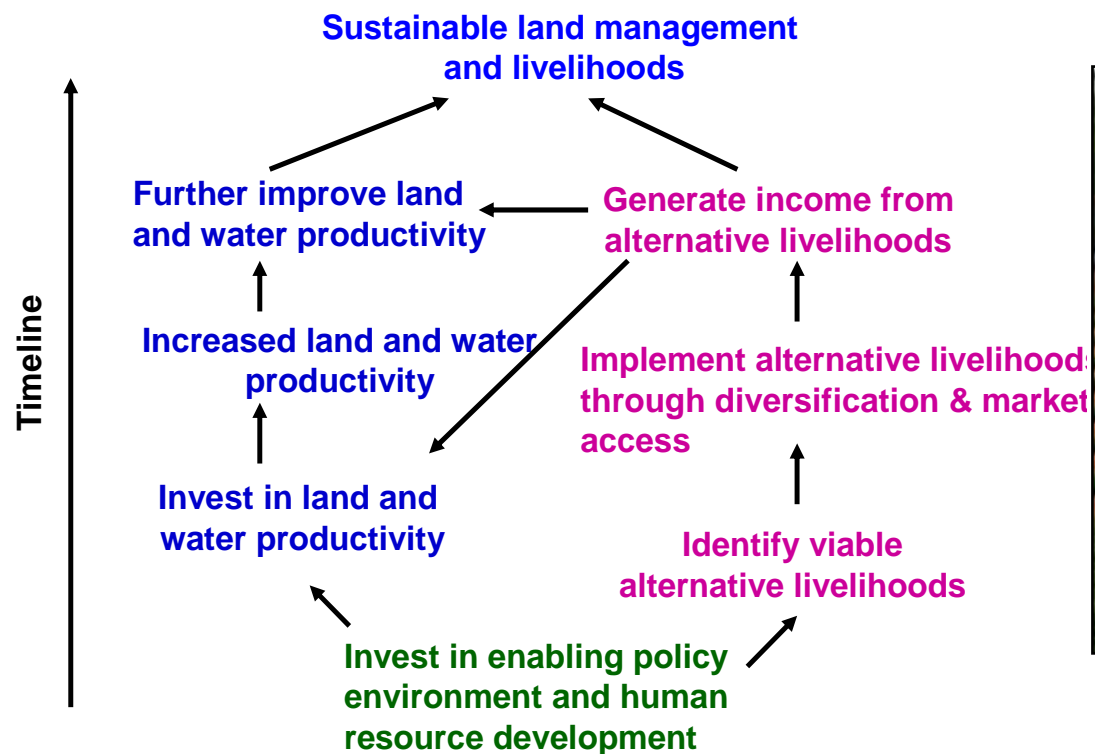 Sustainable land management
and livelihoods
Further improve land
and water productivity
Generate income from
alternative livelihoods
Timeline
Increased land and water
productivity
Implement alternative livelihoods
through diversification & market
access
Invest in land and
water productivity
Identify viable
alternative livelihoods
Invest in enabling policy
environment and human
resource development